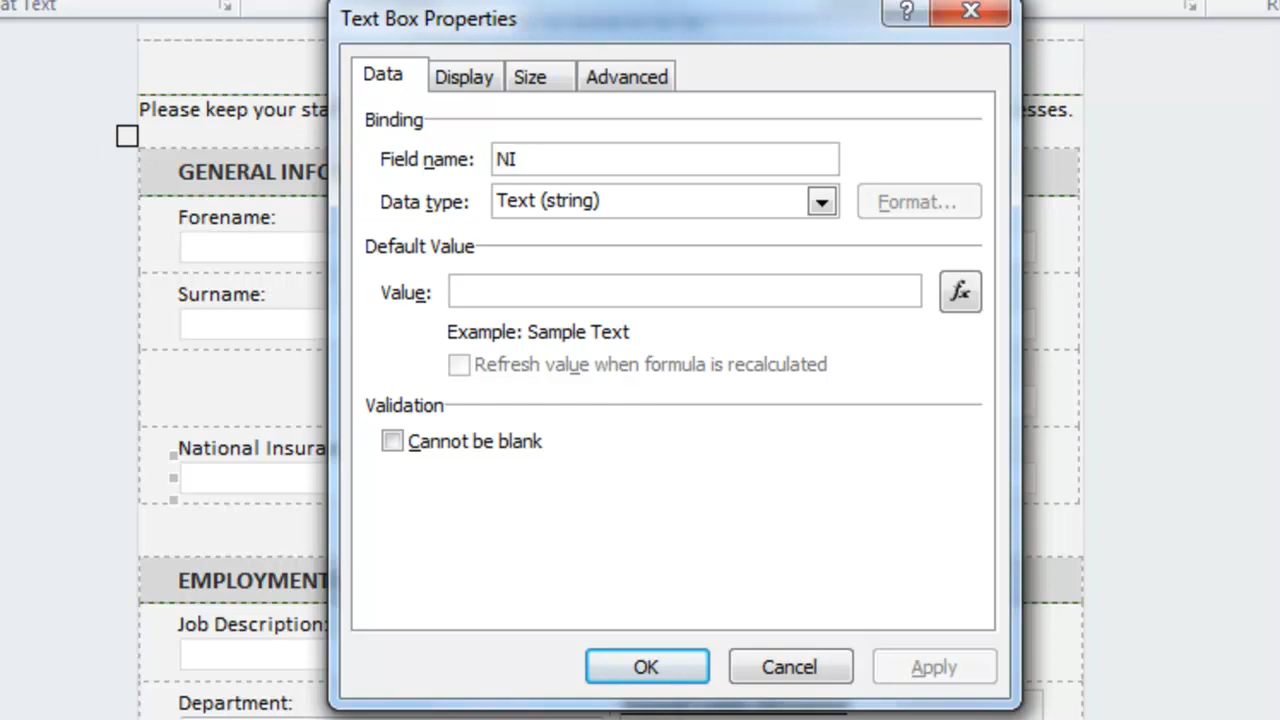 at Text
Text Box Properties
?
Data
Display
Size
Advanced
Please keep your sta
esses.
Binding
Field name:
NI
GENERAL INFO
Data type:
Text (string)
Format...
Forename:
Default Value
Value:
fx
Surname:
Example: Sample Text
Refresh value when formula is recalculated
Validation
Cannot be blank
National Insura
EMPLOYMENT
Job Description:
OK
Cancel
Apply
Department: